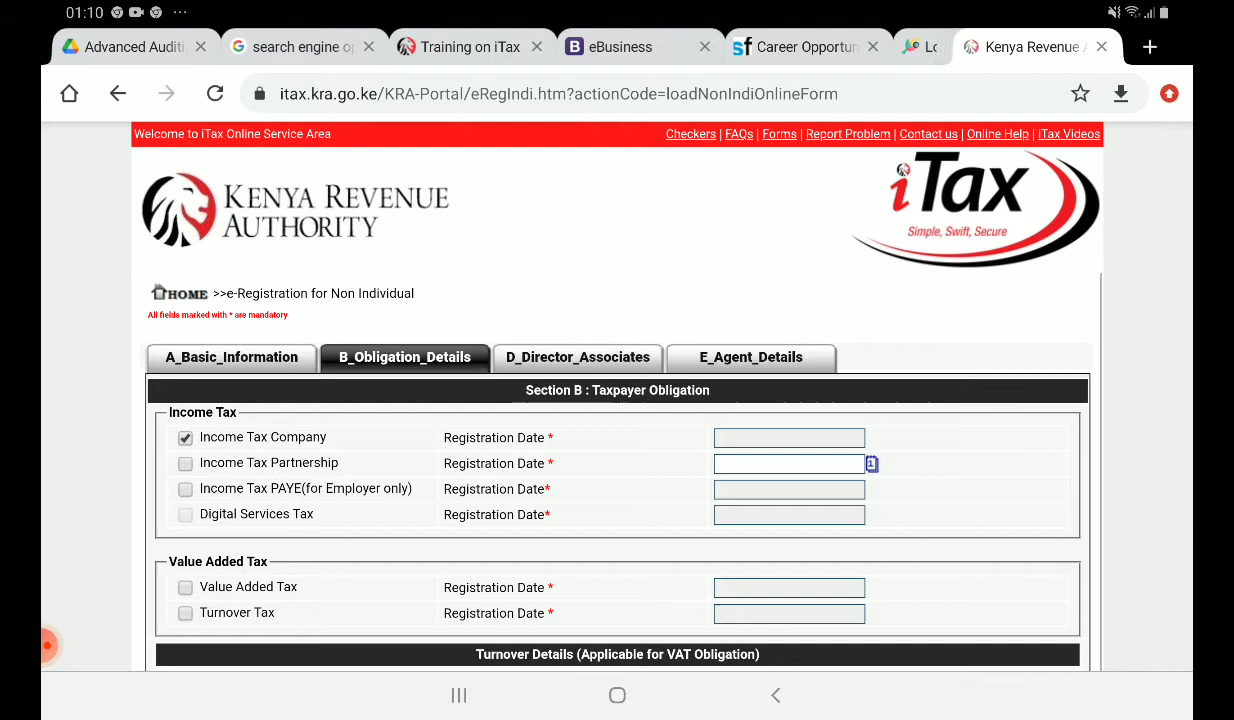 01:10
Advanced Auditi
search engine op
Training on iTax
eBusiness
Career Opportun
Lo
Kenya Revenue A
itax.kra.go.ke/KRA-Portal/eRegIndi.htm?actionCode=loadNonIndiOnlineForm
Welcome to iTax Online Service Area
Checkers | FAQs | Forms | Report Problem | Contact us | Online Help | iTax Videos
KENYA REVENUE
AUTHORITY
iTax
Simple, Swift, Secure
HOME >>e-Registration for Non Individual
All fields marked with * are mandatory
A_Basic_Information
B_Obligation_Details
D_Director_Associates
E_Agent_Details
Section B : Taxpayer Obligation
Income Tax
Income Tax Company Registration Date *
Income Tax Partnership Registration Date *
Income Tax PAYE(for Employer only) Registration Date*
Digital Services Tax Registration Date*
Value Added Tax
Value Added Tax Registration Date *
Turnover Tax Registration Date *
Turnover Details (Applicable for VAT Obligation)